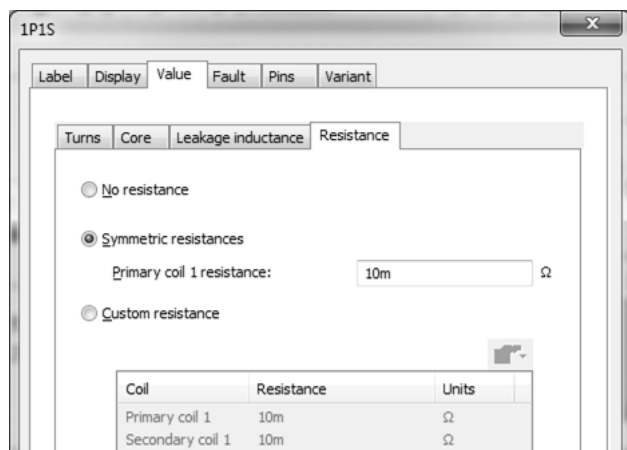 1P1S
Label Display Value Fault Pins Variant
Turns Core Leakage inductance Resistance
No resistance
Symmetric resistances
Primary coil 1 resistance: 10m Ω
Custom resistance
Coil Resistance Units
Primary coil 1 10m Ω
Secondary coil 1 10m Ω